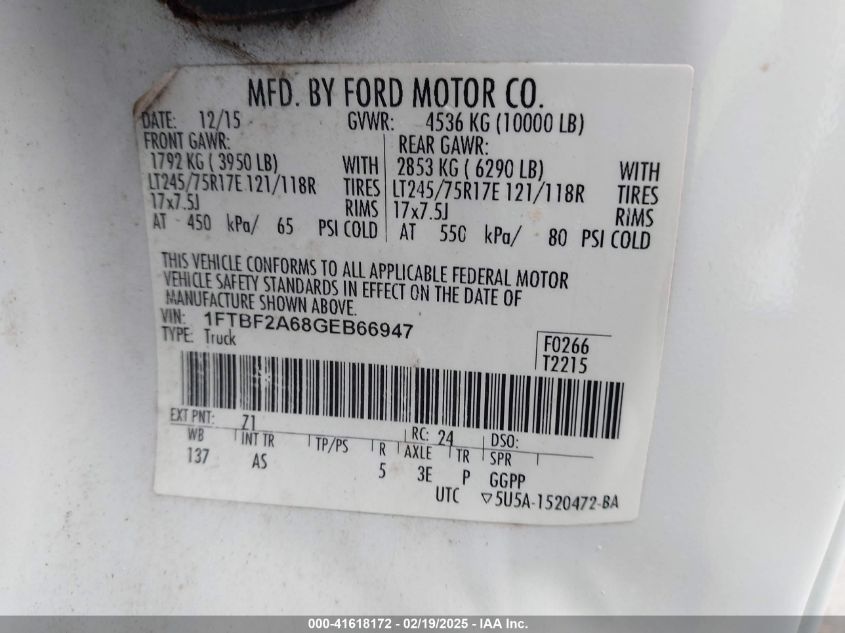 MFD. BY FORD MOTOR CO.
DATE: 12/15 GVWR: 4536 KG (10000 LB)
FRONT GAWR: REAR GAWR:
1792 KG ( 3950 LB) WITH 2853 KG ( 6290 LB) WITH
LT245/75R17E 121/118R TIRES LT245/75R17E 121/118R TIRES
17x7.5J RIMS 17x7.5J RIMS
AT 450 kPa/ 65 PSI COLD AT 550 kPa/ 80 PSI COLD
THIS VEHICLE CONFORMS TO ALL APPLICABLE FEDERAL MOTOR
VEHICLE SAFETY STANDARDS IN EFFECT ON THE DATE OF
MANUFACTURE SHOWN ABOVE.
VIN: 1FTBF2A68GEB66947
TYPE: Truck
F0266
T2215
EXT PNT: Z1 RC: 24 DSO:
WB INT TR TP/PS R AXLE TR SPR
137 AS 5 3E P GGPP
UTC ▽5U5A-1520472-BA
000-41618172 - 02/19/2025 - IAA Inc.